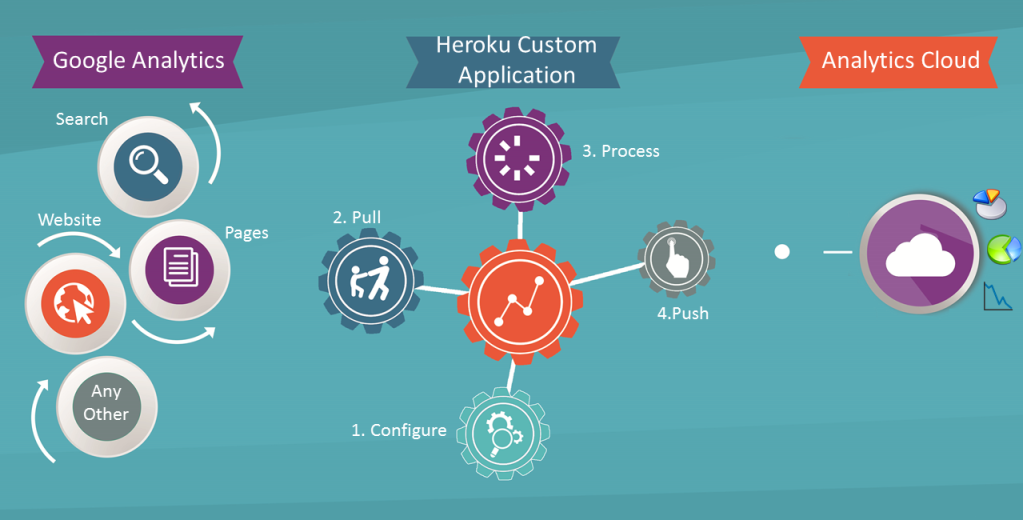 Google Analytics
Heroku Custom
Application
Analytics Cloud
Search
Website
Pages
Any
Other
1. Configure
2. Pull
3. Process
4.Push